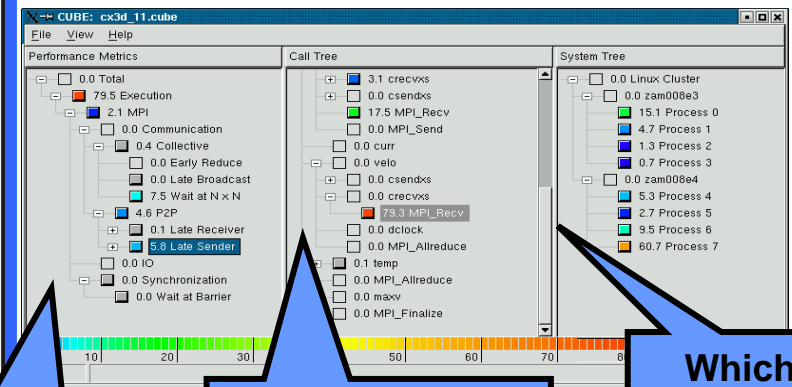 CUBE: cx3d_11.cube
File View Help
Performance Metrics
0.0 Total
79.5 Execution
2.1 MPI
0.0 Communication
0.4 Collective
0.0 Early Reduce
0.0 Late Broadcast
7.5 Wait at N x N
4.6 P2P
0.1 Late Receiver
5.8 Late Sender
0.0 IO
0.0 Synchronization
0.0 Wait at Barrier
Call Tree
3.1 crecvxs
0.0 csendxs
17.5 MPI_Recv
0.0 MPI_Send
0.0 curr
0.0 velo
0.0 csendxs
0.0 crecvxs
79.3 MPI_Recv
0.0 dclock
0.0 MPI_Allreduce
0.1 temp
0.0 MPI_Allreduce
0.0 maxv
0.0 MPI_Finalize
System Tree
0.0 Linux Cluster
0.0 zam008e3
15.1 Process 0
4.7 Process 1
1.3 Process 2
0.7 Process 3
0.0 zam008e4
5.3 Process 4
2.7 Process 5
9.5 Process 6
60.7 Process 7
10 20 30 50 60 70
Which